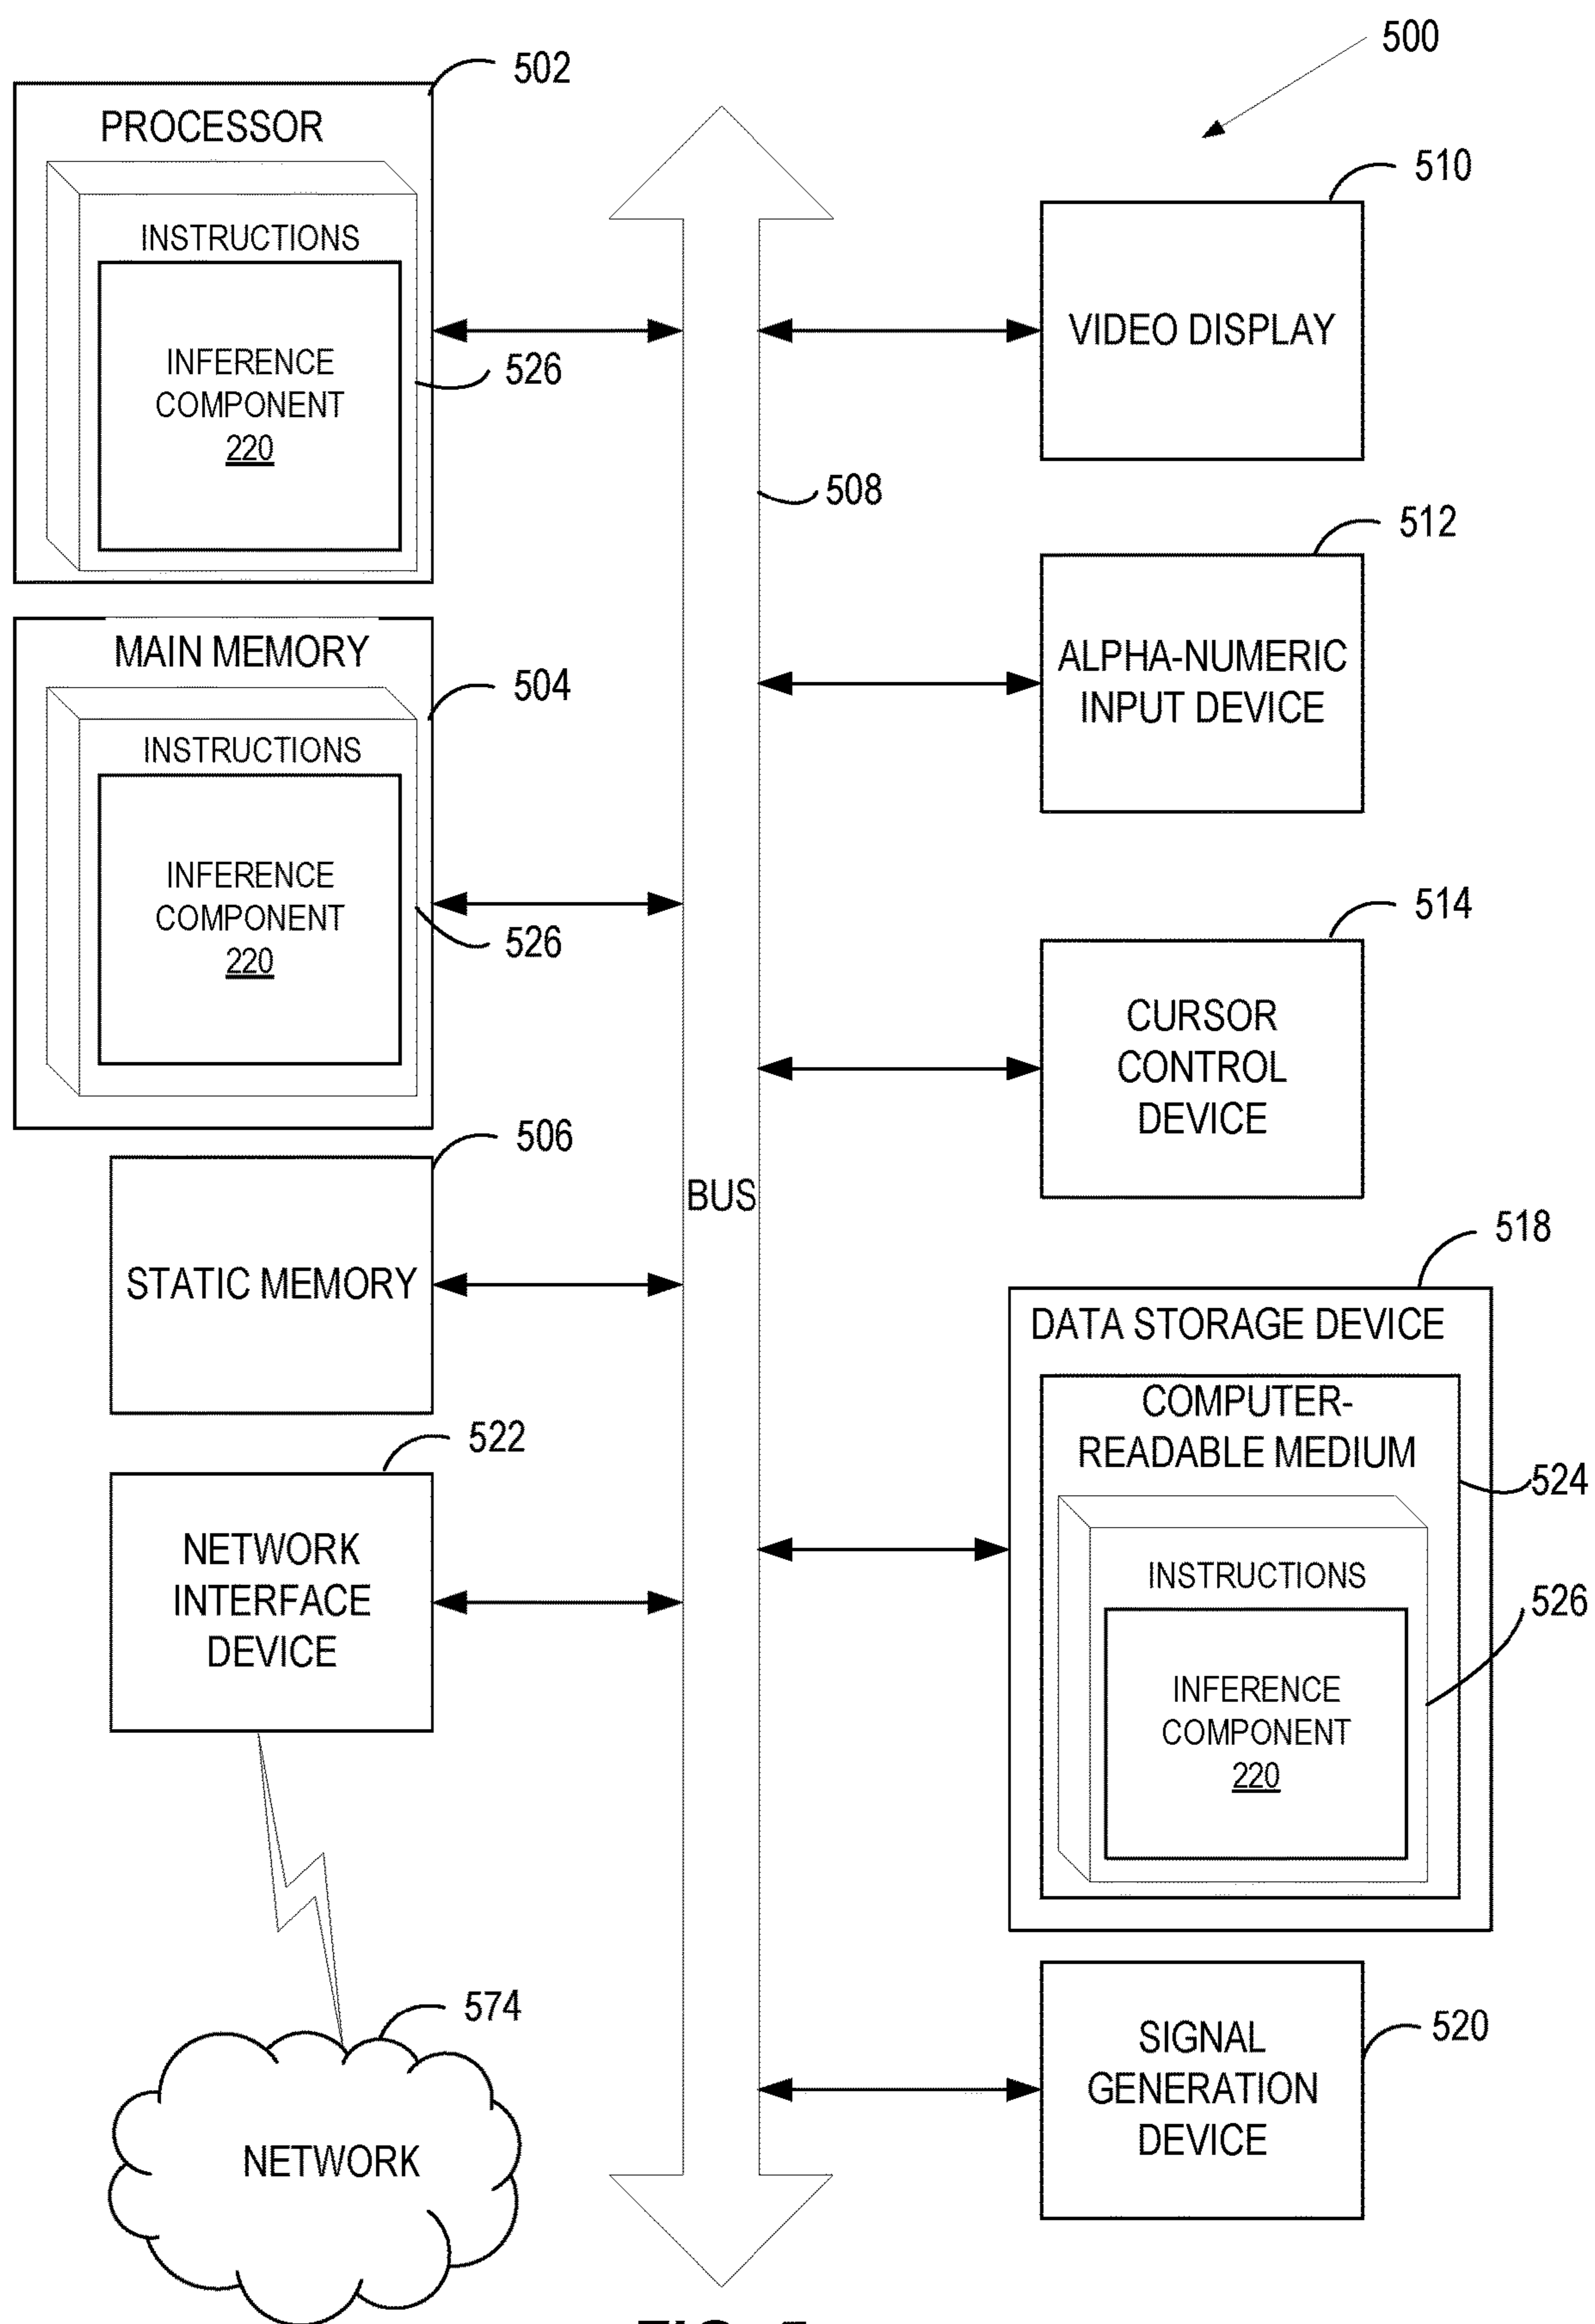 500
502
PROCESSOR
INSTRUCTIONS
INFERENCE
COMPONENT
220
526
MAIN MEMORY
504
INSTRUCTIONS
INFERENCE
COMPONENT
220
526
506
STATIC MEMORY
522
NETWORK
INTERFACE
DEVICE
574
NETWORK
508
BUS
510
VIDEO DISPLAY
512
ALPHA-NUMERIC
INPUT DEVICE
514
CURSOR
CONTROL
DEVICE
518
DATA STORAGE DEVICE
COMPUTER-
READABLE MEDIUM
524
INSTRUCTIONS
526
INFERENCE
COMPONENT
220
SIGNAL
GENERATION
DEVICE
520